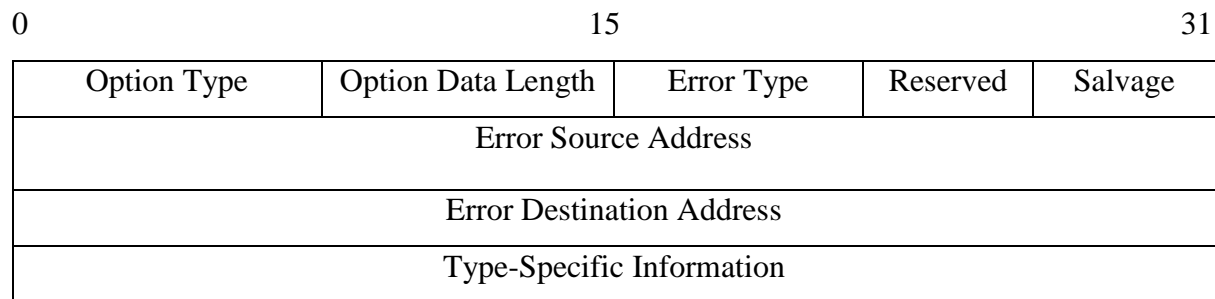 0 15 31
Option Type Option Data Length Error Type Reserved Salvage
Error Source Address
Error Destination Address
Type-Specific Information